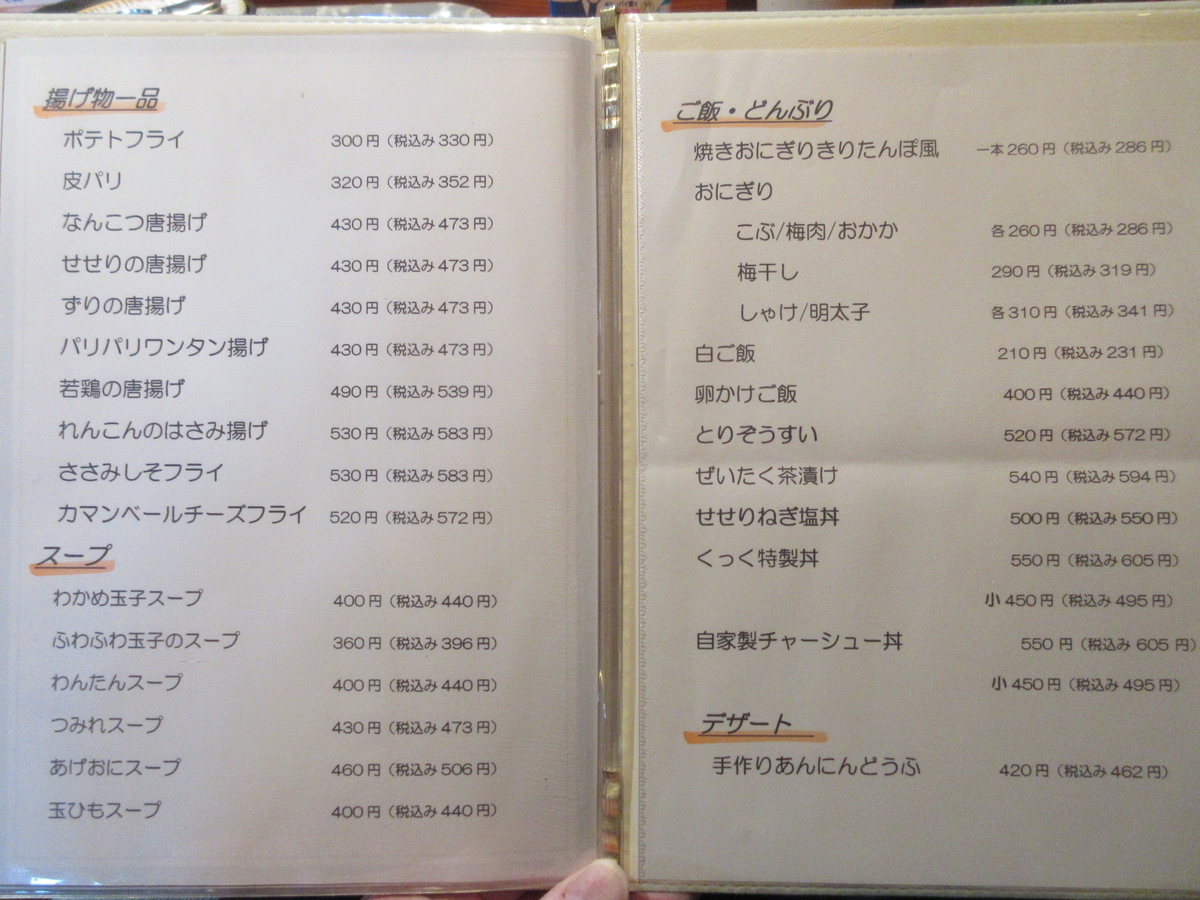 揚げ物一品
ポテトフライ 300円（税込み330円）
皮パリ 320円（税込み352円）
なんこつ唐揚げ 430円（税込み473円）
せせりの唐揚げ 430円（税込み473円）
ずりの唐揚げ 430円（税込み473円）
パリパリワンタン揚げ 430円（税込み473円）
若鶏の唐揚げ 490円（税込み539円）
れんこんのはさみ揚げ 530円（税込み583円）
ささみしそフライ 530円（税込み583円）
カマンベールチーズフライ 520円（税込み572円）
スープ
わかめ玉子スープ 400円（税込み440円）
ふわふわ玉子のスープ 360円（税込み396円）
わんたんスープ 400円（税込み440円）
つみれスープ 430円（税込み473円）
あげおにスープ 460円（税込み506円）
玉ひもスープ 400円（税込み440円）
ご飯・どんぶり
焼きおにぎりきりたんぽ風 一本260円（税込み286円）
おにぎり
こぶ/梅肉/おかか 各260円（税込み286円）
梅干し 290円（税込み319円）
しゃけ/明太子 各310円（税込み341円）
白ご飯 210円（税込み231円）
卵かけご飯 400円（税込み440円）
とりぞうすい 520円（税込み572円）
ぜいたく茶漬け 540円（税込み594円）
せせりねぎ塩丼 500円（税込み550円）
くっく特製丼 550円（税込み605円）
小450円（税込み495円）
自家製チャーシュー丼 550円（税込み605円）
小450円（税込み495円）
デザート
手作りあんにんどうふ 420円（税込み462円）